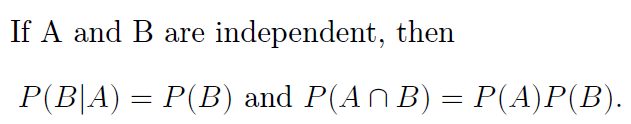 If A and B are independent, then
P(B|A) = P(B) and P(A ∩ B) = P(A)P(B).